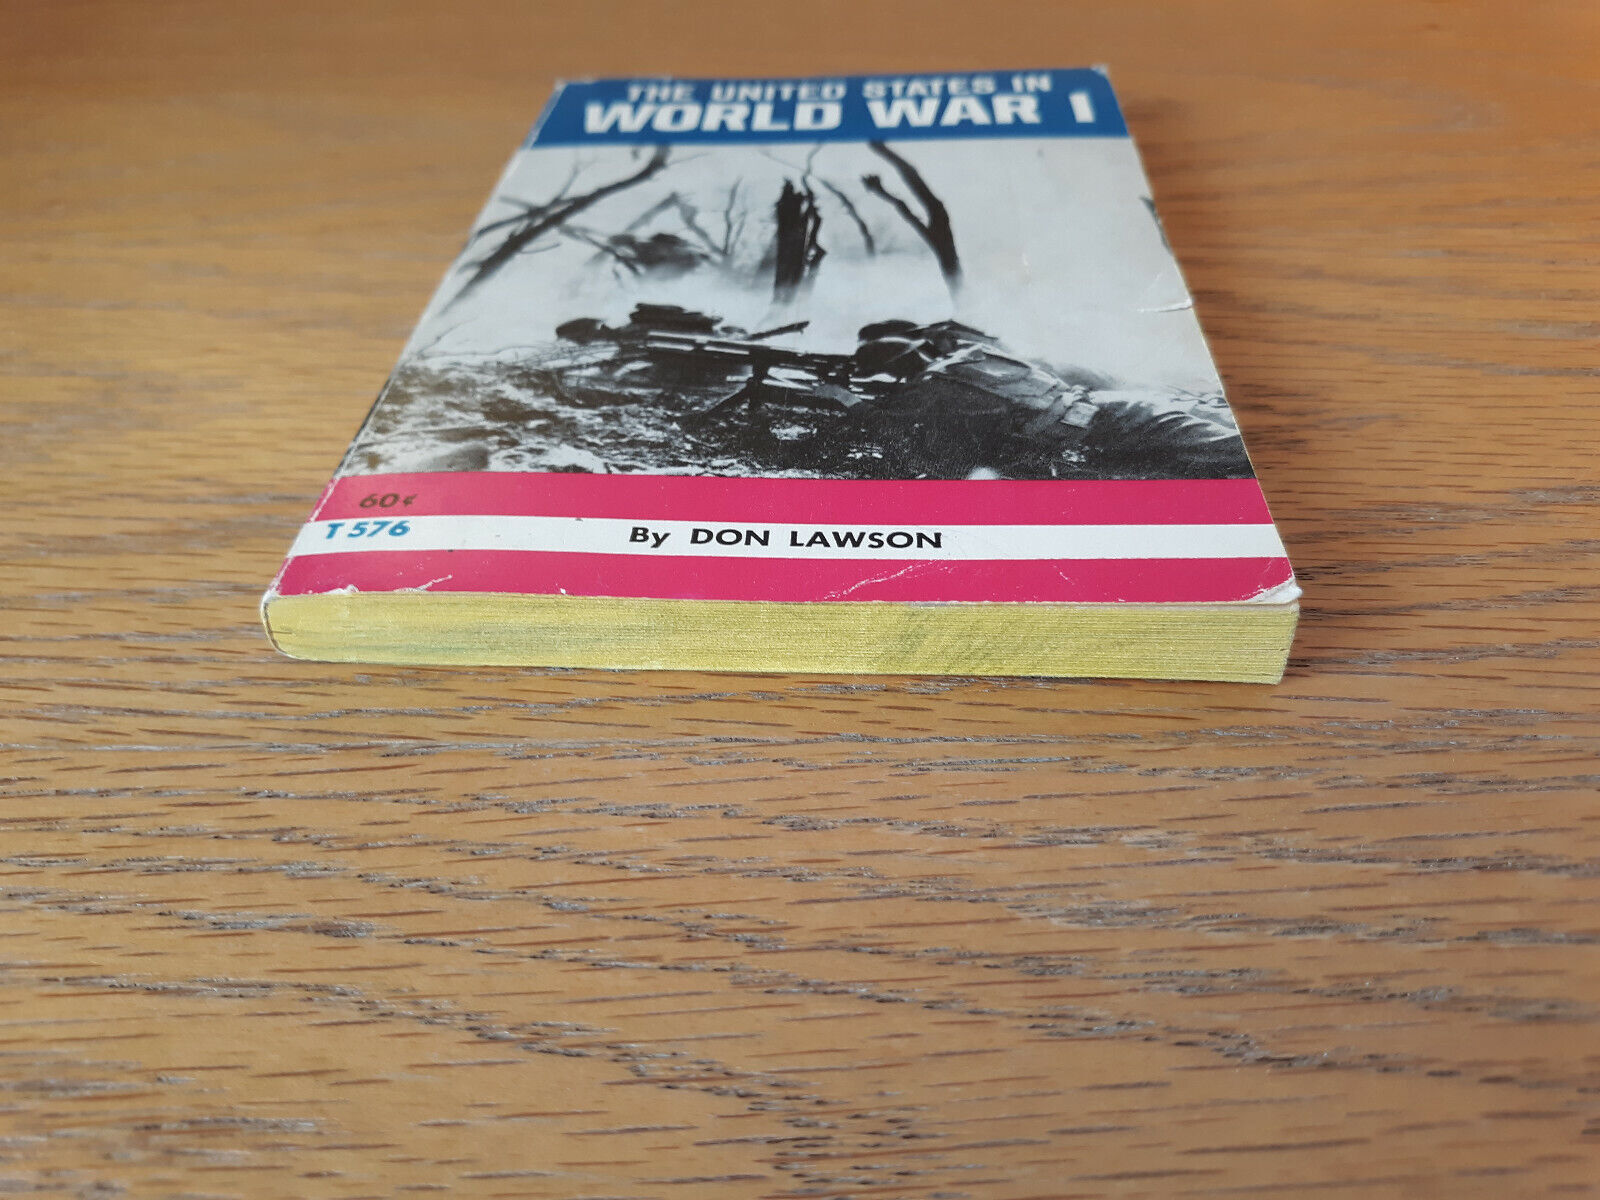 THE UNITED STATES IN
WORLD WAR I
60¢
T 576
By DON LAWSON